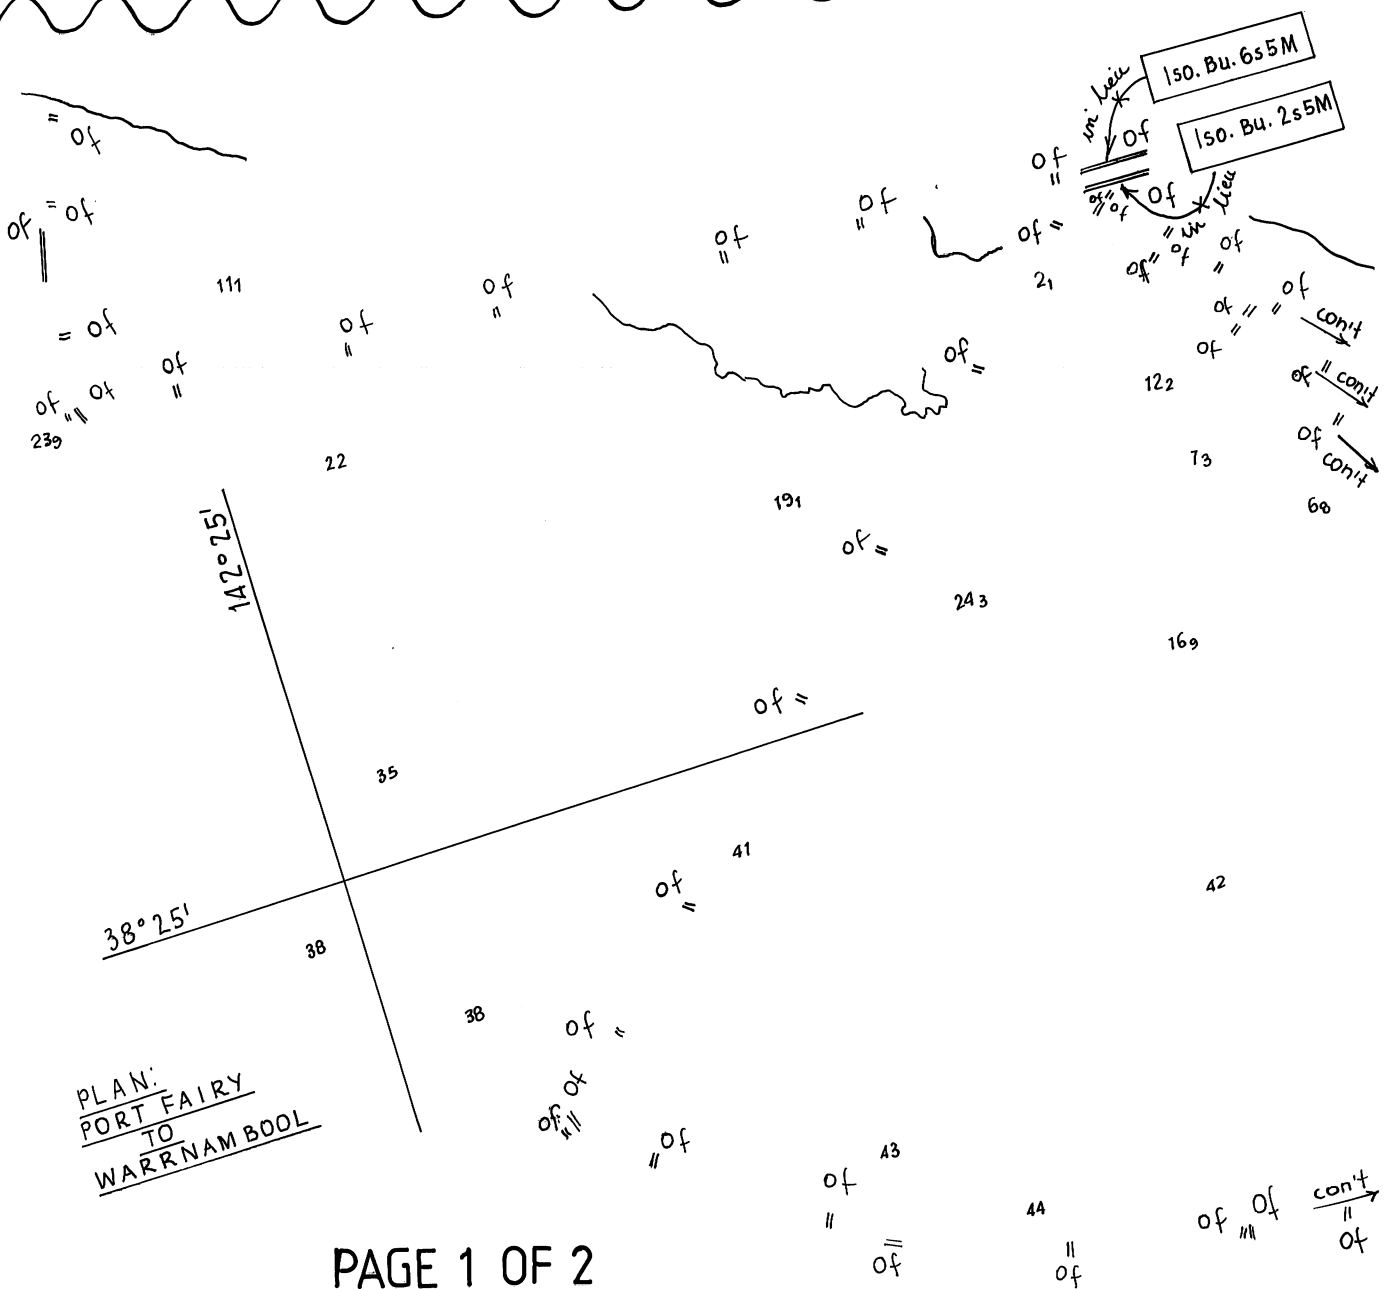 Iso. Bu. 6s 5M
in lieu
Of
Iso. Bu. 2s 5M
= Of
Of
"
Of
in lieu
Of =
Of
"
of "
of
Of
"
Of
"
Of
"
Of = Of
2₁
Of "
Of
"
" Of
con't
111
Of
"
Of
"
= Of
Of
"
Of =
Of "
Of
"
Of " con't
12₂
Of " Of
23₉
Of "
con't
22
7₃
6₈
142° 25'
19₁
Of =
24₃
16₉
Of =
35
41
42
Of =
38° 25'
38
38
Of =
Of
Of "
PLAN:
PORT FAIRY
TO
WARRNAMBOOL
" Of
43
Of
"
44
Of " Of
con't
"
Of
=
Of
"
Of
PAGE 1 OF 2